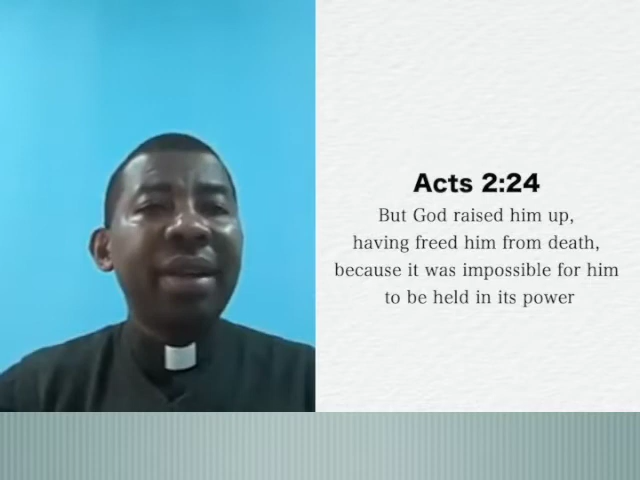 Acts 2:24
But God raised him up,
having freed him from death,
because it was impossible for him
to be held in its power